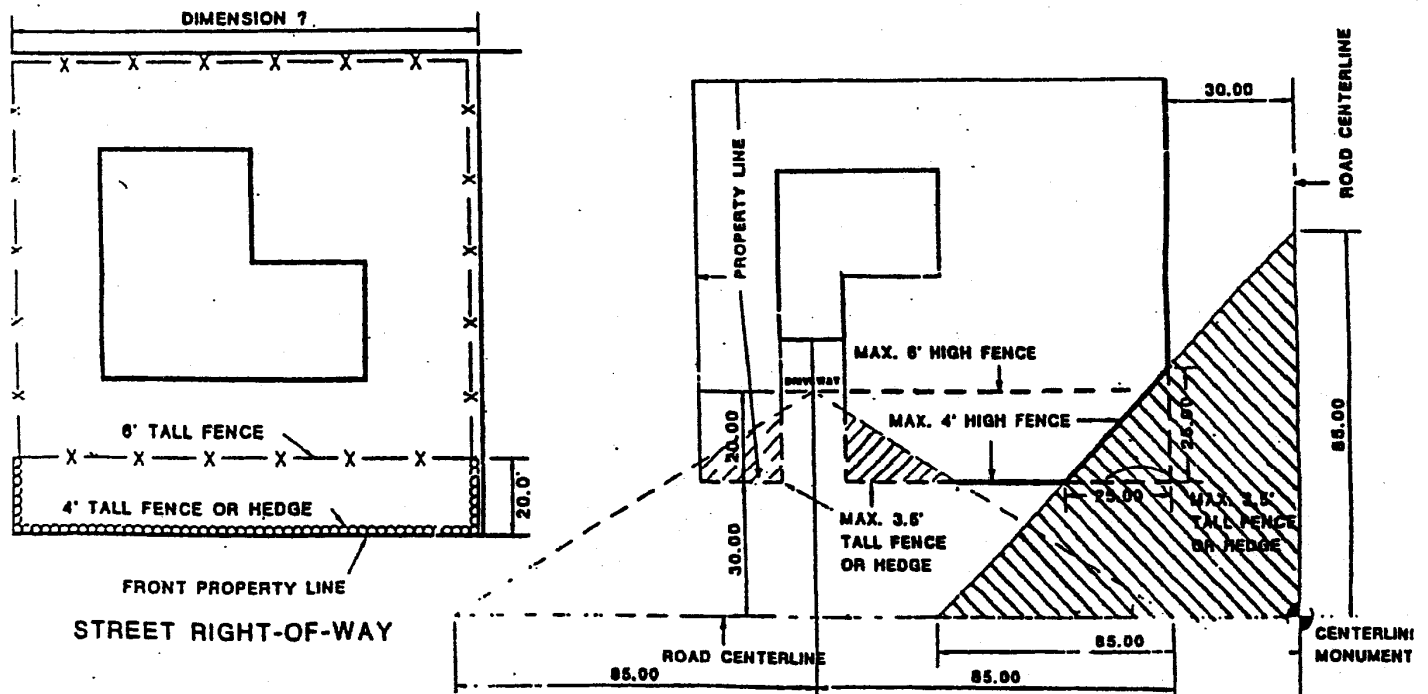 DIMENSION 7
6' TALL FENCE
4' TALL FENCE OR HEDGE
20.0'
FRONT PROPERTY LINE
STREET RIGHT-OF-WAY
30.00
ROAD CENTERLINE
PROPERTY LINE
MAX. 6' HIGH FENCE
DRIVEWAY
MAX. 4' HIGH FENCE
20.00
25.00
85.00
25.00
MAX. 3.5'
TALL FENCE
OR HEDGE
MAX.
TALL FENCE
OR HEDGE
30.00
ROAD CENTERLINE
85.00
85.00
85.00
CENTERLINE
MONUMENT